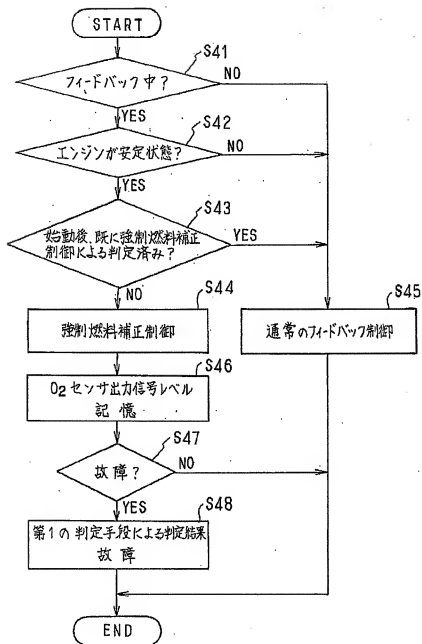 START
S41
フィードバック中?
NO
YES
S42
エンジンが安定状態?
NO
YES
S43
始動後、既に強制燃料補正
制御による判定済み?
YES
NO
S44
強制燃料補正制御
S45
通常のフィードバック制御
S46
O2センサ出力信号レベル
記憶
S47
故障?
NO
YES
S48
第1の判定手段による判定結果
故障
END